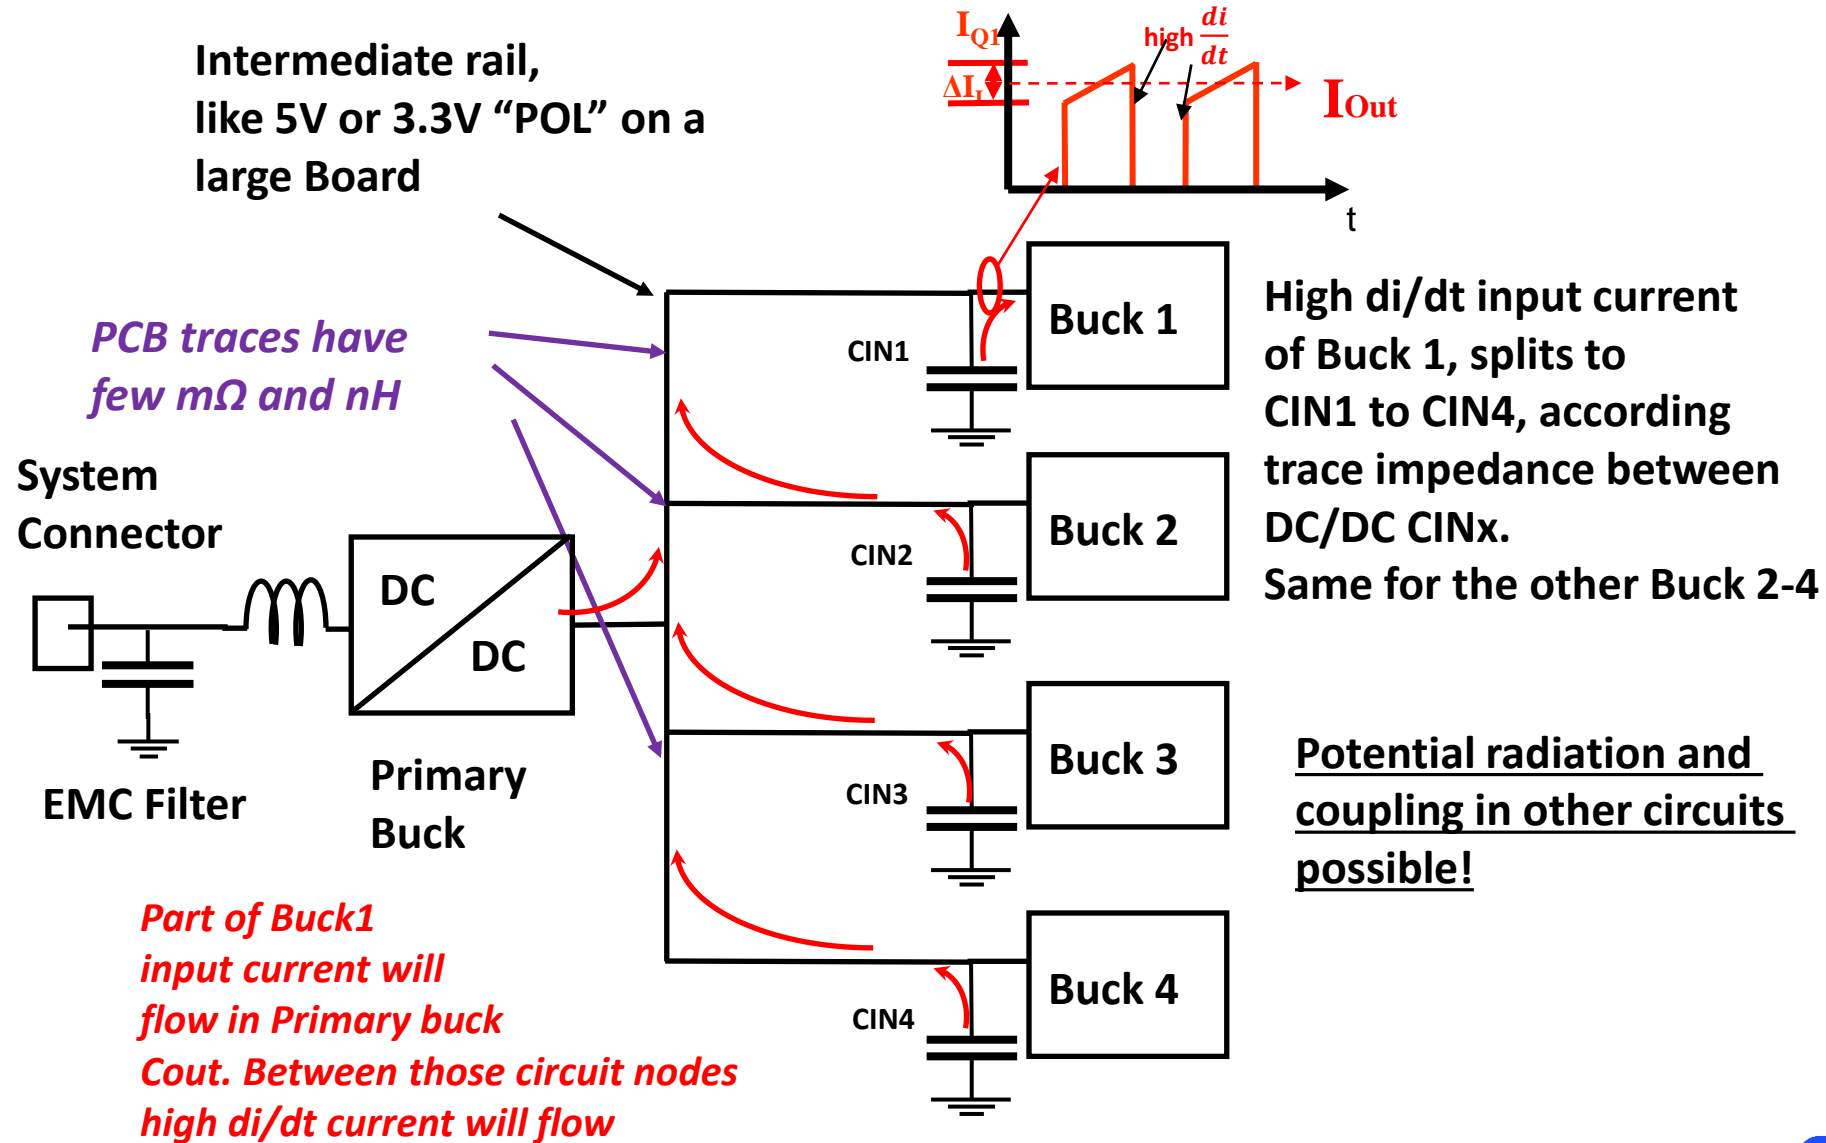 Intermediate rail,
like 5V or 3.3V “POL” on a
large Board
I_Q1
high di/dt
ΔI_L
I_Out
t
PCB traces have
few mΩ and nH
System
Connector
EMC Filter
DC
DC
Primary
Buck
CIN1
Buck 1
CIN2
Buck 2
CIN3
Buck 3
CIN4
Buck 4
High di/dt input current
of Buck 1, splits to
CIN1 to CIN4, according
trace impedance between
DC/DC CINx.
Same for the other Buck 2-4
Potential radiation and
coupling in other circuits
possible!
Part of Buck1
input current will
flow in Primary buck
Cout. Between those circuit nodes
high di/dt current will flow